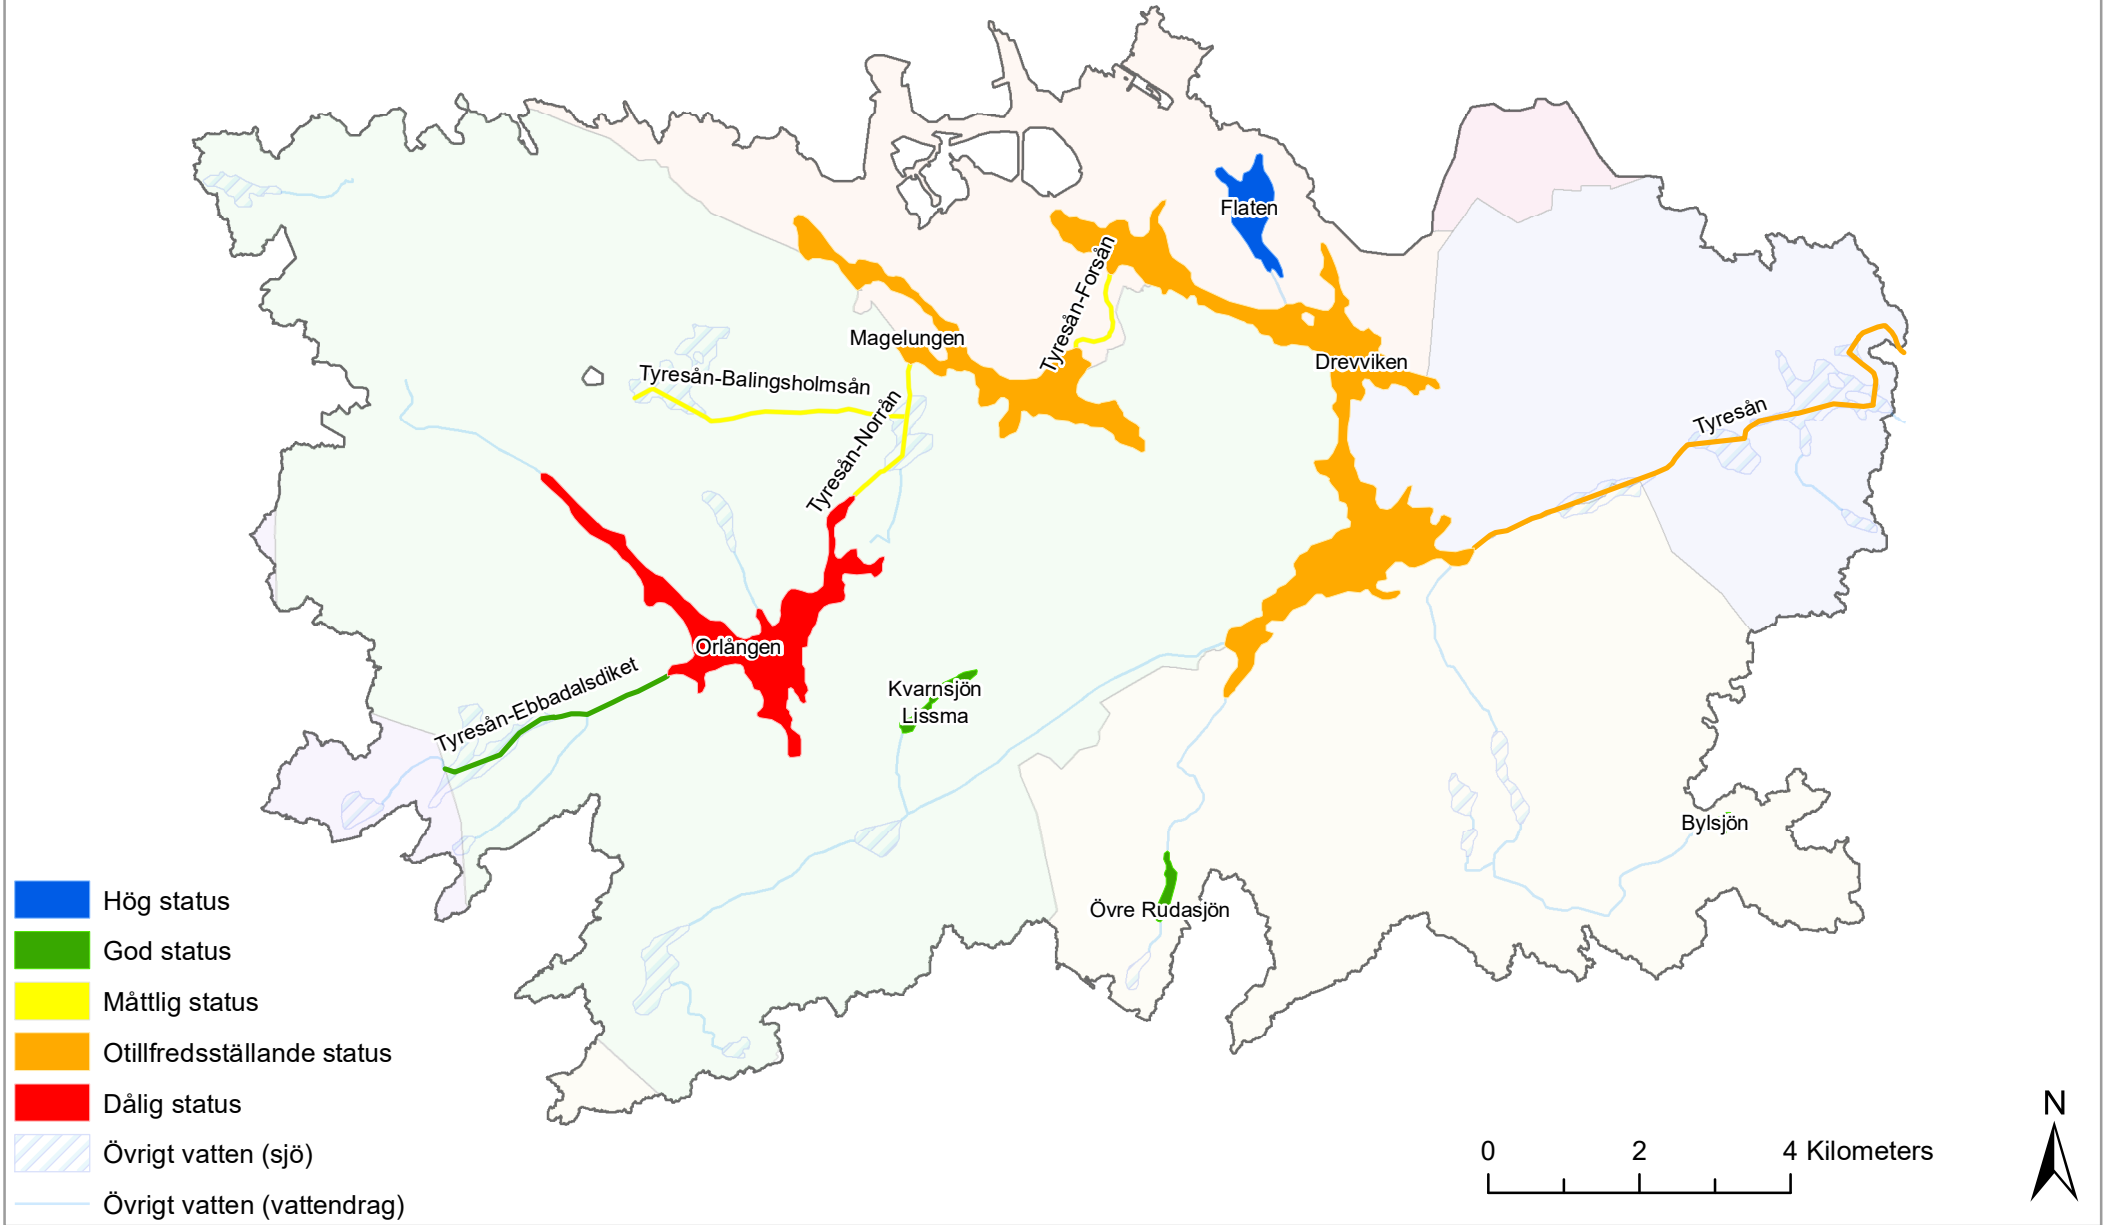 Flaten
Tyresån-Forsån
Magelungen
Drevviken
Tyresån-Balingsholmsån
Tyresån-Norrån
Tyresån
Orlången
Tyresån-Ebbadalsdiket
Kvarnsjön
Lissma
Bylsjön
Övre Rudasjön
Hög status
God status
Måttlig status
Otillfredsställande status
Dålig status
Övrigt vatten (sjö)
Övrigt vatten (vattendrag)
0 2 4 Kilometers
N